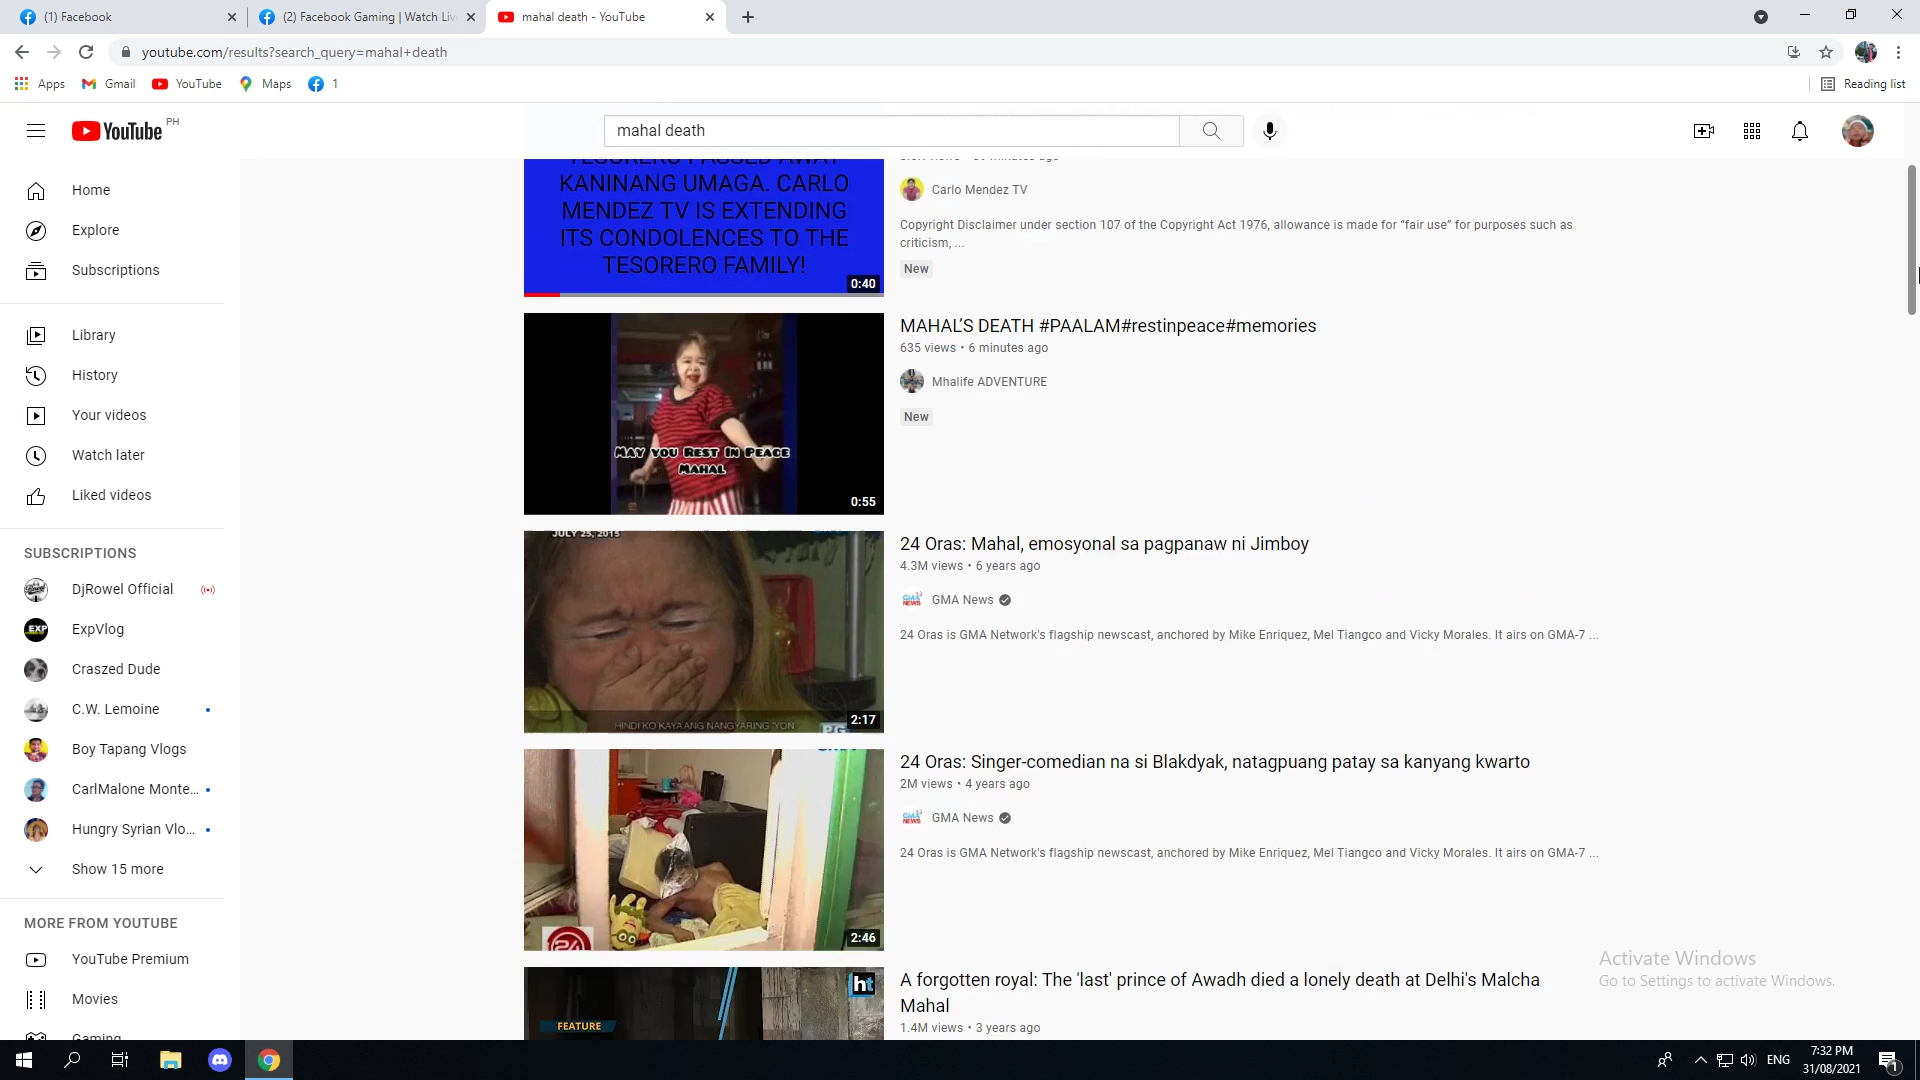 (1) Facebook
(2) Facebook Gaming | Watch Liv
mahal death - YouTube
youtube.com/results?search_query=mahal+death
Apps
Gmail
YouTube
Maps
1
Reading list
YouTube PH
mahal death
Home
Explore
Subscriptions
Library
History
Your videos
Watch later
Liked videos
SUBSCRIPTIONS
DjRowel Official
ExpVlog
Craszed Dude
C.W. Lemoine
Boy Tapang Vlogs
CarlMalone Monte...
Hungry Syrian Vlo...
Show 15 more
MORE FROM YOUTUBE
YouTube Premium
Movies
Gaming
TESORERO PASSED AWAY
KANINANG UMAGA. CARLO
MENDEZ TV IS EXTENDING
ITS CONDOLENCES TO THE
TESORERO FAMILY!
0:40
Carlo Mendez TV
Copyright Disclaimer under section 107 of the Copyright Act 1976, allowance is made for “fair use” for purposes such as
criticism, ...
New
MAY YOU REST IN PEACE
MAHAL
0:55
MAHAL’S DEATH #PAALAM#restinpeace#memories
635 views • 6 minutes ago
Mhalife ADVENTURE
New
JULY 25, 2015
HINDI KO KAYA ANG NANGYARING 'YON
PG
2:17
24 Oras: Mahal, emosyonal sa pagpanaw ni Jimboy
4.3M views • 6 years ago
GMA News
24 Oras is GMA Network's flagship newscast, anchored by Mike Enriquez, Mel Tiangco and Vicky Morales. It airs on GMA-7 ...
24
2:46
24 Oras: Singer-comedian na si Blakdyak, natagpuang patay sa kanyang kwarto
2M views • 4 years ago
GMA News
24 Oras is GMA Network's flagship newscast, anchored by Mike Enriquez, Mel Tiangco and Vicky Morales. It airs on GMA-7 ...
ht
FEATURE
A forgotten royal: The 'last' prince of Awadh died a lonely death at Delhi's Malcha
Mahal
1.4M views • 3 years ago
Activate Windows
Go to Settings to activate Windows.
ENG
7:32 PM
31/08/2021
1